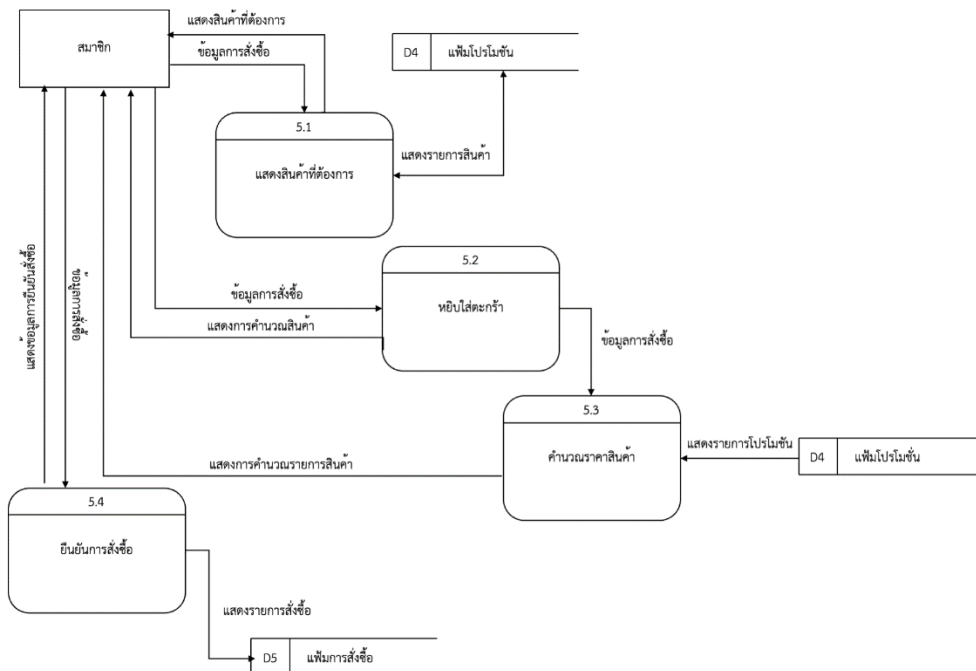 แสดงสินค้าที่ต้องการ
สมาชิก
ข้อมูลการสั่งซื้อ
D4 แฟ้มโปรโมชัน
5.1
แสดงรายการสินค้า
แสดงสินค้าที่ต้องการ
แสดงข้อมูลการยืนยันสั่งซื้อ
ข้อมูลการสั่งซื้อ
5.2
หยิบใส่ตะกร้า
ข้อมูลการสั่งซื้อ
แสดงการคำนวณสินค้า
ข้อมูลการสั่งซื้อ
5.3
แสดงรายการโปรโมชัน
คำนวณราคาสินค้า
D4 แฟ้มโปรโมชั่น
แสดงการคำนวณรายการสินค้า
5.4
ยืนยันการสั่งซื้อ
แสดงรายการสั่งซื้อ
D5 แฟ้มการสั่งซื้อ